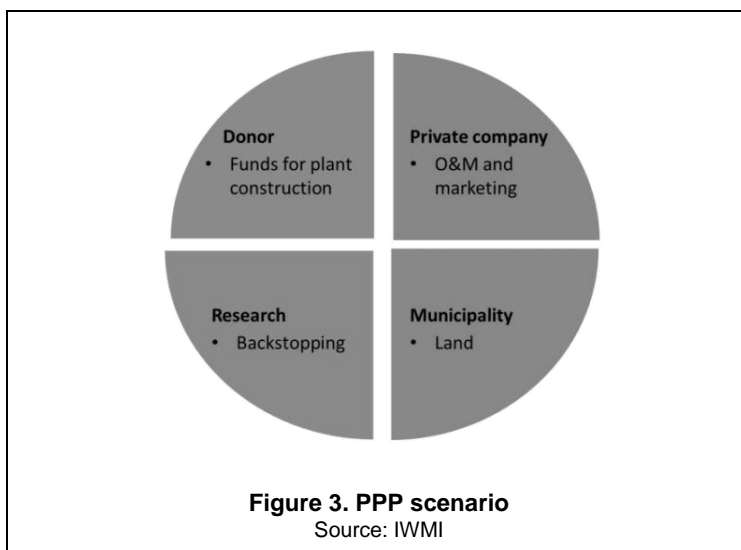 Donor
• Funds for plant
construction
Private company
• O&M and
marketing
Research
• Backstopping
Municipality
• Land
Figure 3. PPP scenario
Source: IWMI